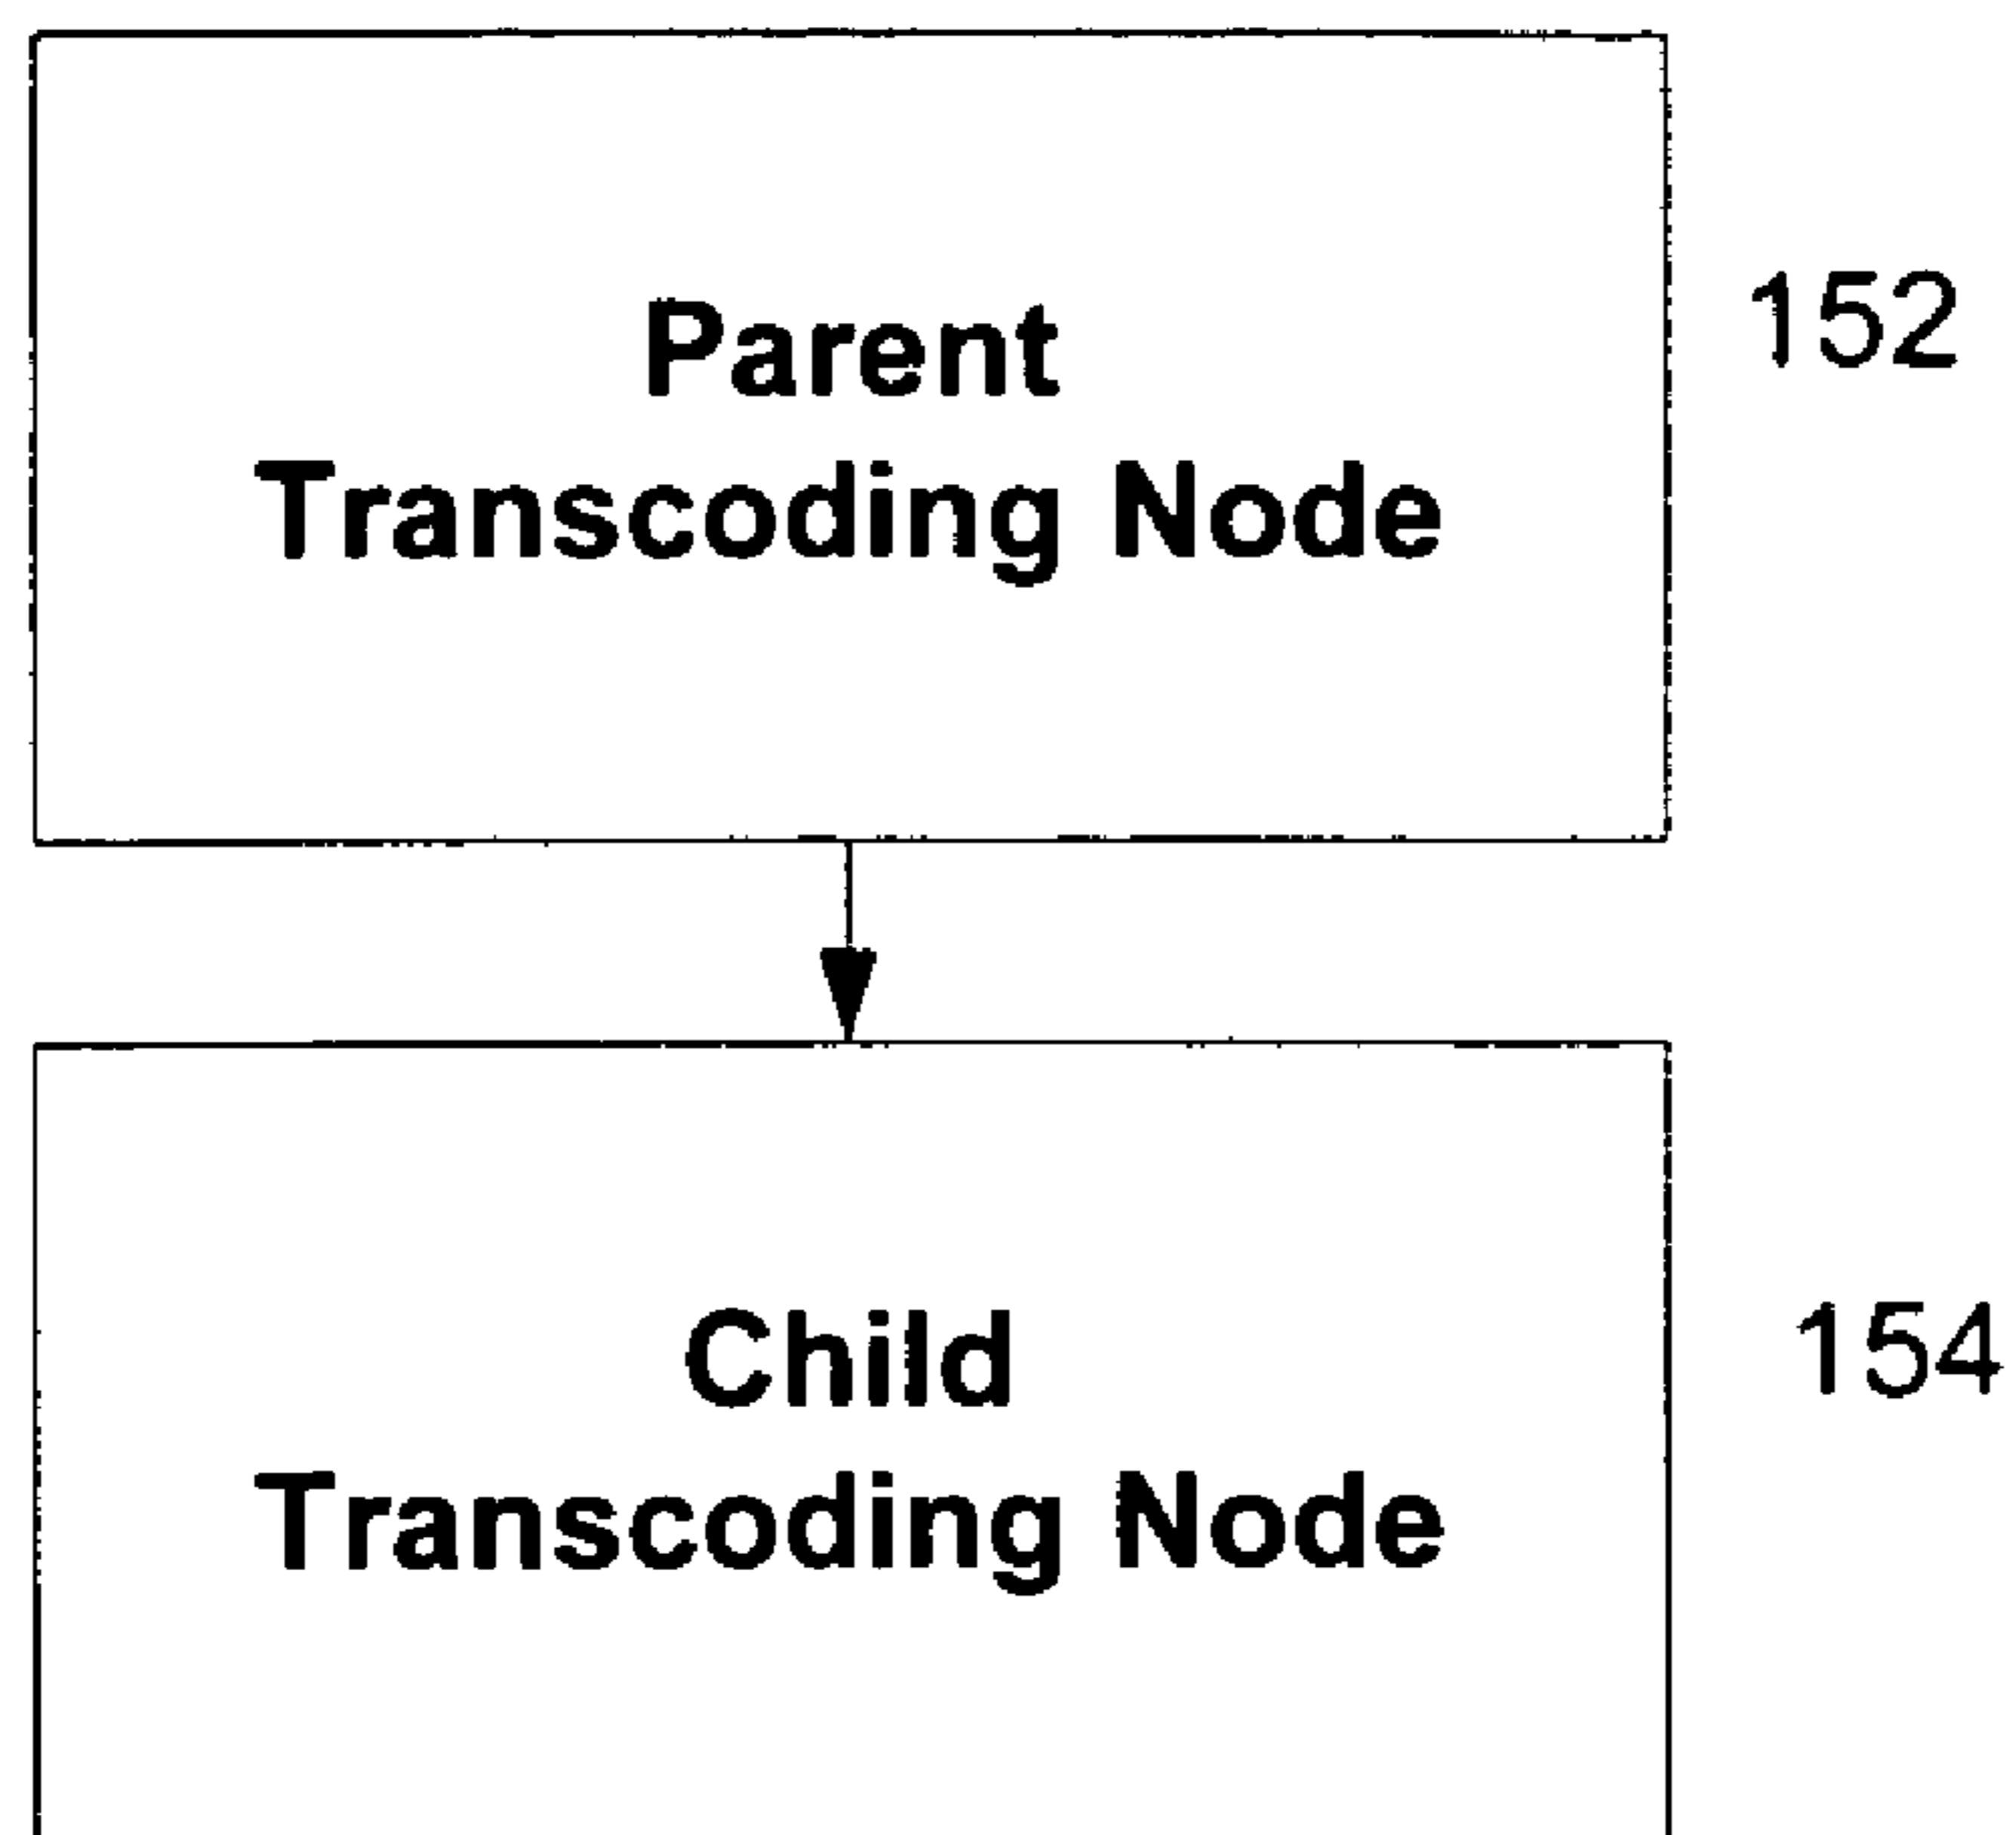 Parent
Transcoding Node
152
Child
Transcoding Node
154